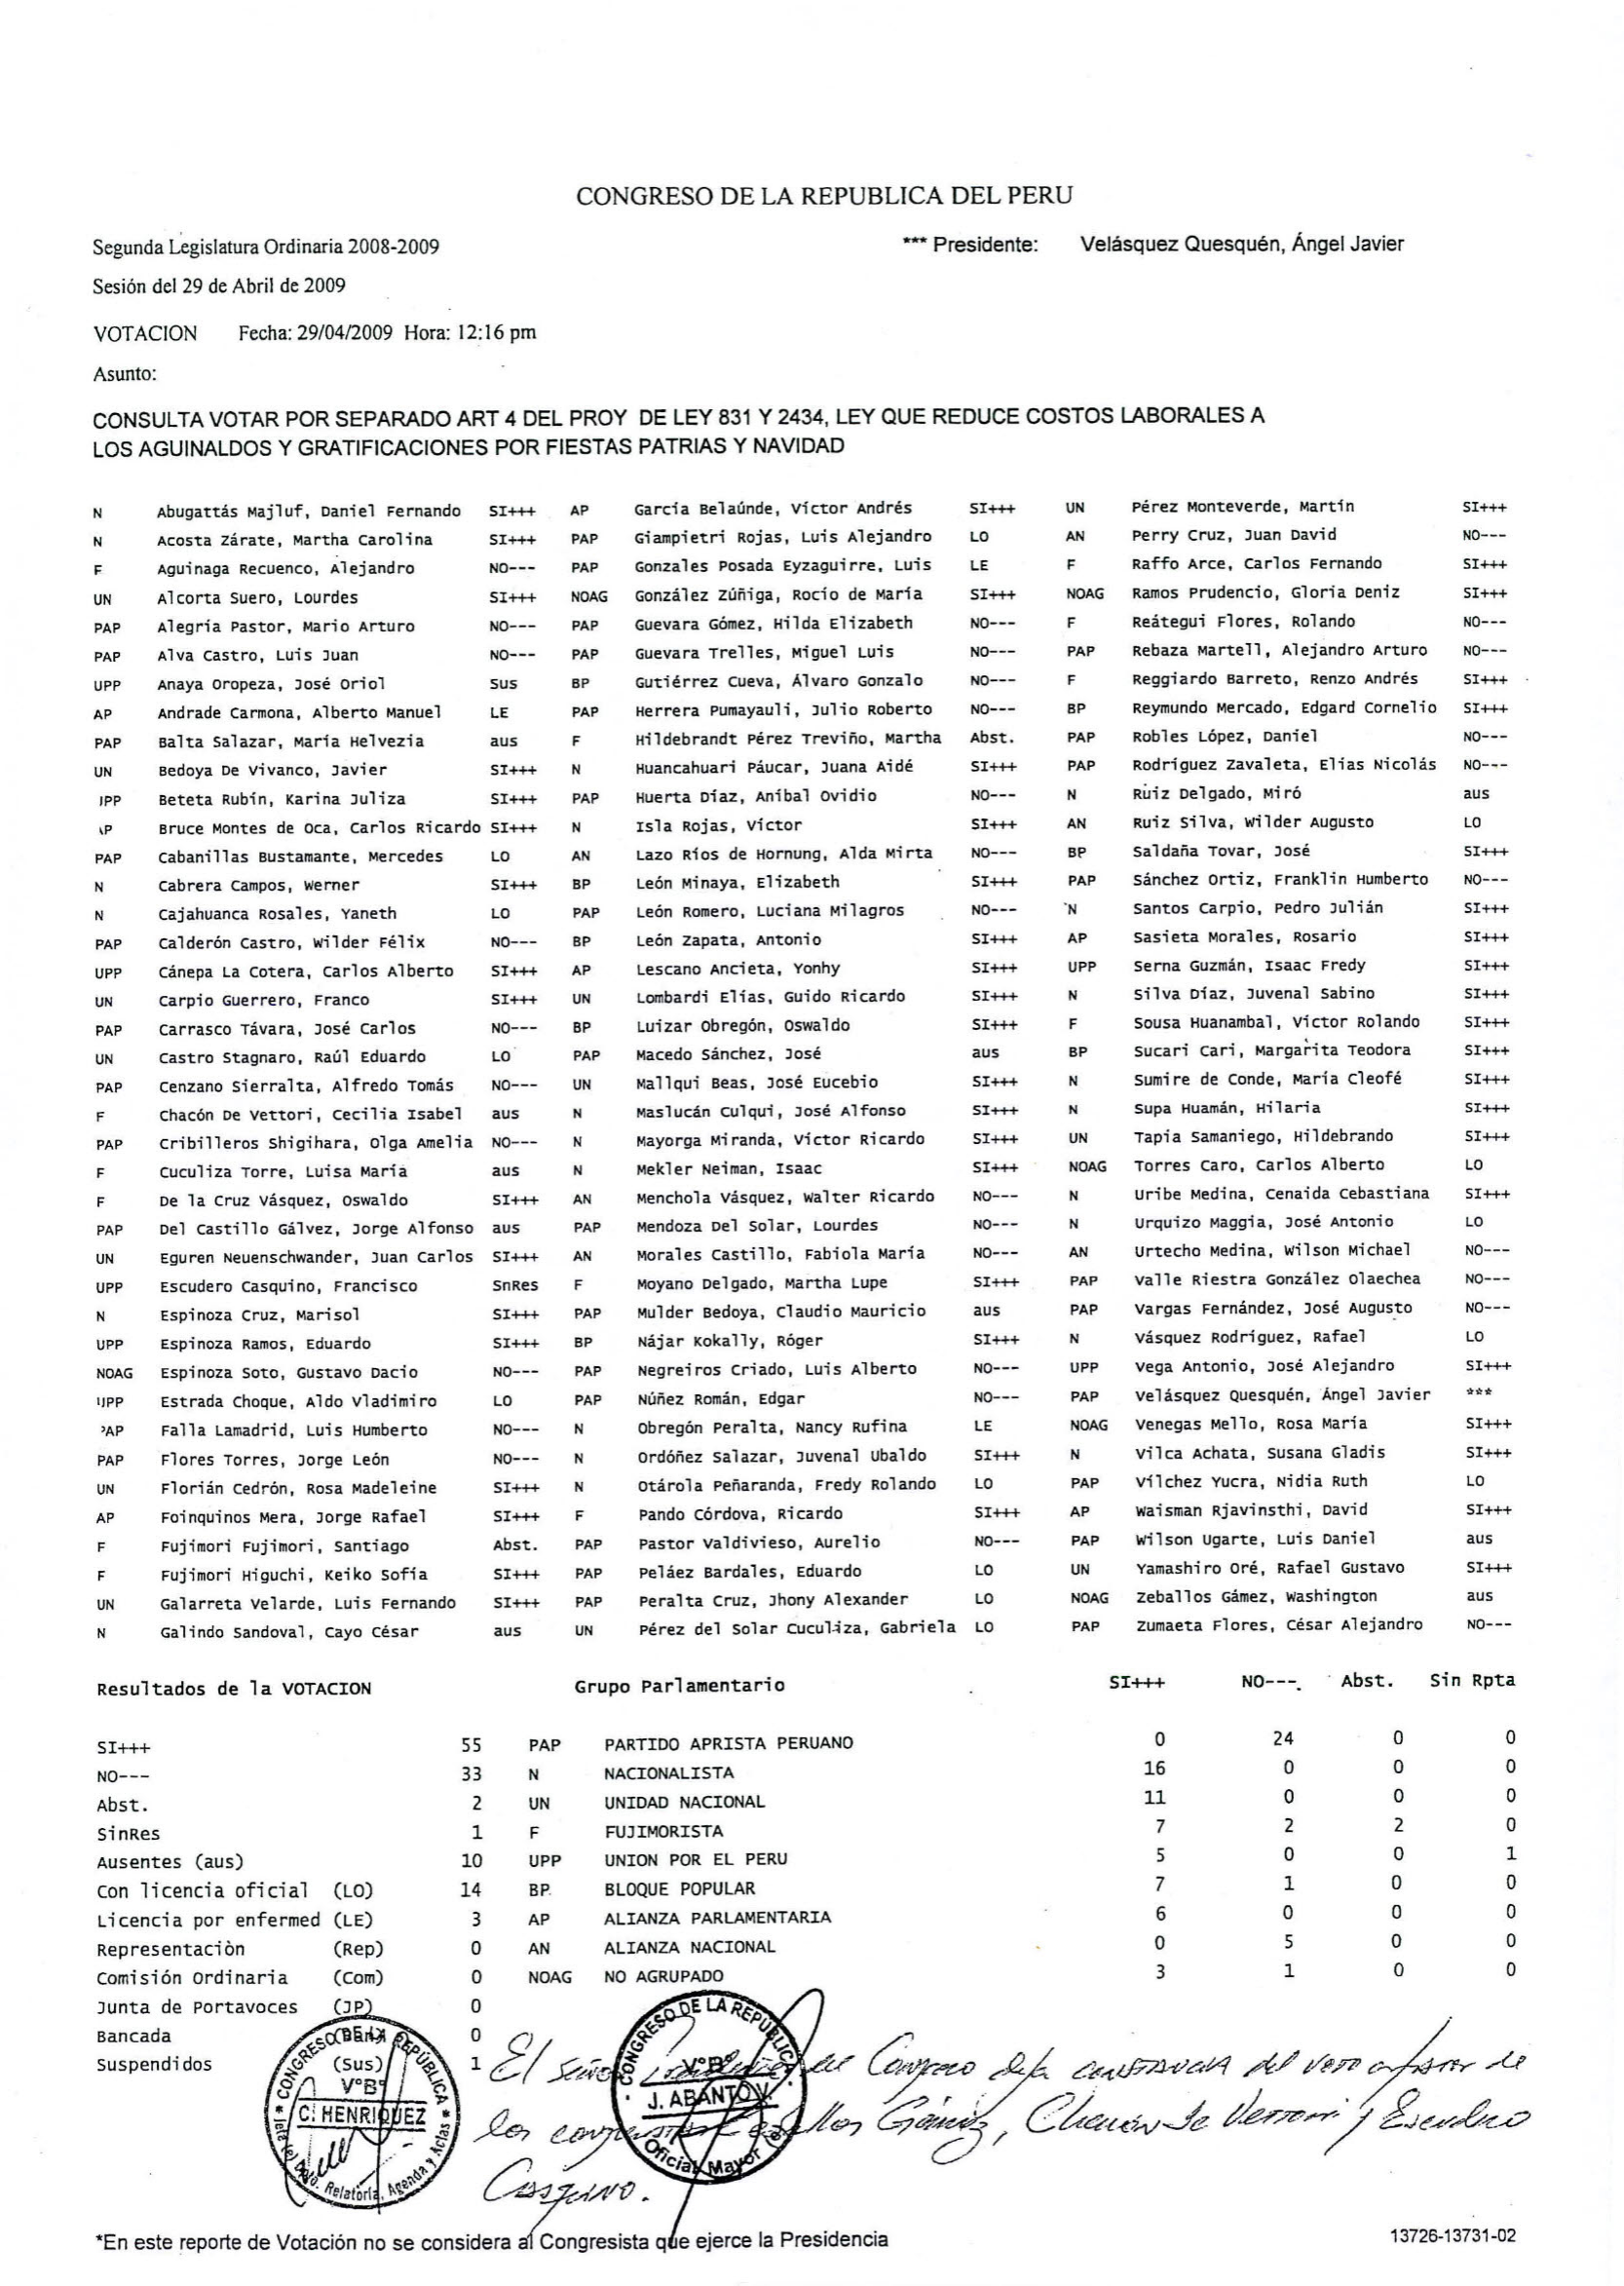 CONGRESO DE LA REPUBLICA DEL PERU
Segunda Legislatura Ordinaria 2008-2009 *** Presidente: Velásquez Quesquén, Ángel Javier
Sesión del 29 de Abril de 2009
VOTACION Fecha: 29/04/2009 Hora: 12:16 pm
Asunto:
CONSULTA VOTAR POR SEPARADO ART 4 DEL PROY DE LEY 831 Y 2434, LEY QUE REDUCE COSTOS LABORALES A
LOS AGUINALDOS Y GRATIFICACIONES POR FIESTAS PATRIAS Y NAVIDAD
N Abugattás Majluf, Daniel Fernando SI+++ AP García Belaúnde, Víctor Andrés SI+++ UN Pérez Monteverde, Martín SI+++
N Acosta Zárate, Martha Carolina SI+++ PAP Giampietri Rojas, Luis Alejandro LO AN Perry Cruz, Juan David NO---
F Aguinaga Recuenco, Alejandro NO--- PAP Gonzales Posada Eyzaguirre, Luis LE F Raffo Arce, Carlos Fernando SI+++
UN Alcorta Suero, Lourdes SI+++ NOAG González Zúñiga, Rocío de María SI+++ NOAG Ramos Prudencio, Gloria Deniz SI+++
PAP Alegría Pastor, Mario Arturo NO--- PAP Guevara Gómez, Hilda Elizabeth NO--- F Reátegui Flores, Rolando NO---
PAP Alva Castro, Luis Juan NO--- PAP Guevara Trelles, Miguel Luis NO--- PAP Rebaza Martell, Alejandro Arturo NO---
UPP Anaya Oropeza, José Oriol Sus BP Gutiérrez Cueva, Álvaro Gonzalo NO--- F Reggiardo Barreto, Renzo Andrés SI+++
AP Andrade Carmona, Alberto Manuel LE PAP Herrera Pumayauli, Julio Roberto NO--- BP Reymundo Mercado, Edgard Cornelio SI+++
PAP Balta Salazar, María Helvezia aus F Hildebrandt Pérez Treviño, Martha Abst. PAP Robles López, Daniel NO---
UN Bedoya De Vivanco, Javier SI+++ N Huancahuari Páucar, Juana Aidé SI+++ PAP Rodríguez Zavaleta, Elías Nicolás NO---
JPP Beteta Rubín, Karina Juliza SI+++ PAP Huerta Díaz, Aníbal Ovidio NO--- N Ruiz Delgado, Miró aus
AP Bruce Montes de Oca, Carlos Ricardo SI+++ N Isla Rojas, Víctor SI+++ AN Ruiz Silva, Wilder Augusto LO
PAP Cabanillas Bustamante, Mercedes LO AN Lazo Ríos de Hornung, Alda Mirta NO--- BP Saldaña Tovar, José SI+++
N Cabrera Campos, Werner SI+++ BP León Minaya, Elizabeth SI+++ PAP Sánchez Ortiz, Franklin Humberto NO---
N Cajahuanca Rosales, Yaneth LO PAP León Romero, Luciana Milagros NO--- N Santos Carpio, Pedro Julián SI+++
PAP Calderón Castro, Wilder Félix NO--- BP León Zapata, Antonio SI+++ AP Sasieta Morales, Rosario SI+++
UPP Cánepa La Cotera, Carlos Alberto SI+++ AP Lescano Ancieta, Yonhy SI+++ UPP Serna Guzmán, Isaac Fredy SI+++
UN Carpio Guerrero, Franco SI+++ UN Lombardi Elías, Guido Ricardo SI+++ N Silva Díaz, Juvenal Sabino SI+++
PAP Carrasco Távara, José Carlos NO--- BP Luizar Obregón, Oswaldo SI+++ F Sousa Huanambal, Víctor Rolando SI+++
UN Castro Stagnaro, Raúl Eduardo LO PAP Macedo Sánchez, José aus BP Sucari Cari, Margarita Teodora SI+++
PAP Cenzano Sierralta, Alfredo Tomás NO--- UN Mallqui Beas, José Eucebio SI+++ N Sumire de Conde, María Cleofé SI+++
F Chacón De Vettori, Cecilia Isabel aus N Maslucán Culqui, José Alfonso SI+++ N Supa Huamán, Hilaria SI+++
PAP Cribilleros Shigihara, Olga Amelia NO--- N Mayorga Miranda, Víctor Ricardo SI+++ UN Tapia Samaniego, Hildebrando SI+++
F Cuculiza Torre, Luisa María aus N Mekler Neiman, Isaac SI+++ NOAG Torres Caro, Carlos Alberto LO
F De la Cruz Vásquez, Oswaldo SI+++ AN Menchola Vásquez, Walter Ricardo NO--- N Uribe Medina, Cenaida Cebastiana SI+++
PAP Del Castillo Gálvez, Jorge Alfonso aus PAP Mendoza Del Solar, Lourdes NO--- N Urquizo Maggia, José Antonio LO
UN Eguren Neuenschwander, Juan Carlos SI+++ AN Morales Castillo, Fabiola María NO--- AN Urtecho Medina, Wilson Michael NO---
UPP Escudero Casquino, Francisco SnRes F Moyano Delgado, Martha Lupe SI+++ PAP Valle Riestra González Olaechea NO---
N Espinoza Cruz, Marisol SI+++ PAP Mulder Bedoya, Claudio Mauricio aus PAP Vargas Fernández, José Augusto NO---
UPP Espinoza Ramos, Eduardo SI+++ BP Nájar Kokally, Róger SI+++ N Vásquez Rodríguez, Rafael LO
NOAG Espinoza Soto, Gustavo Dacio NO--- PAP Negreiros Criado, Luis Alberto NO--- UPP Vega Antonio, José Alejandro SI+++
UPP Estrada Choque, Aldo Vladimiro LO PAP Núñez Román, Edgar NO--- PAP Velásquez Quesquén, Ángel Javier ***
PAP Falla Lamadrid, Luis Humberto NO--- N Obregón Peralta, Nancy Rufina LE NOAG Venegas Mello, Rosa María SI+++
PAP Flores Torres, Jorge León NO--- N Ordóñez Salazar, Juvenal Ubaldo SI+++ N Vilca Achata, Susana Gladis SI+++
UN Florián Cedrón, Rosa Madeleine SI+++ N Otárola Peñaranda, Fredy Rolando LO PAP Vílchez Yucra, Nidia Ruth LO
AP Foinquinos Mera, Jorge Rafael SI+++ F Pando Córdova, Ricardo SI+++ AP Waisman Rjavinsthi, David SI+++
F Fujimori Fujimori, Santiago Abst. PAP Pastor Valdivieso, Aurelio NO--- PAP Wilson Ugarte, Luis Daniel aus
F Fujimori Higuchi, Keiko Sofía SI+++ PAP Peláez Bardales, Eduardo LO UN Yamashiro Oré, Rafael Gustavo SI+++
UN Galarreta Velarde, Luis Fernando SI+++ PAP Peralta Cruz, Jhony Alexander LO NOAG Zeballos Gámez, Washington aus
N Galindo Sandoval, Cayo César aus UN Pérez del Solar Cuculiza, Gabriela LO PAP Zumaeta Flores, César Alejandro NO---
Resultados de la VOTACION Grupo Parlamentario SI+++ NO---. Abst. Sin Rpta
SI+++ 55 PAP PARTIDO APRISTA PERUANO 0 24 0 0
NO--- 33 N NACIONALISTA 16 0 0 0
Abst. 2 UN UNIDAD NACIONAL 11 0 0 0
SinRes 1 F FUJIMORISTA 7 2 2 0
Ausentes (aus) 10 UPP UNION POR EL PERU 5 0 0 1
Con licencia oficial (LO) 14 BP. BLOQUE POPULAR 7 1 0 0
Licencia por enfermed (LE) 3 AP ALIANZA PARLAMENTARIA 6 0 0 0
Representaciòn (Rep) 0 AN ALIANZA NACIONAL 0 5 0 0
Comisión Ordinaria (Com) 0 NOAG NO AGRUPADO 3 1 0 0
Junta de Portavoces (JP) 0
Bancada (Ban) 0
Suspendidos (Sus) 1
CONGRESO DE LA REPÚBLICA
V°B°
C. HENRIQUEZ
Jefe del Dpto. Relatoría, Agenda y Actas
CONGRESO DE LA REPÚBLICA
V°B°
J. ABANTO V.
Oficial Mayor (e)
El señor de Congreso deja constancia del voto a favor de
los Gámez, Chacón De Vettori y Escudero
Casquino.
*En este reporte de Votación no se considera al Congresista que ejerce la Presidencia
13726-13731-02